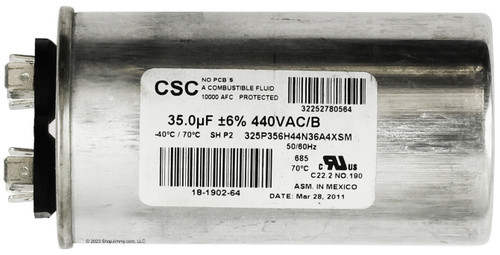 CSC
NO PCB'S
A COMBUSTIBLE FLUID
10000 AFC PROTECTED
32252780564
35.0µF ±6% 440VAC/B
-40°C / 70°C SH P2 325P356H44N36A4XSM
50/60Hz
685
70°C
C RU US
C22.2 NO.190
18-1902-64
ASM. IN MEXICO
DATE: Mar 28, 2011
© 2023 ShopJimmy.com, LLC